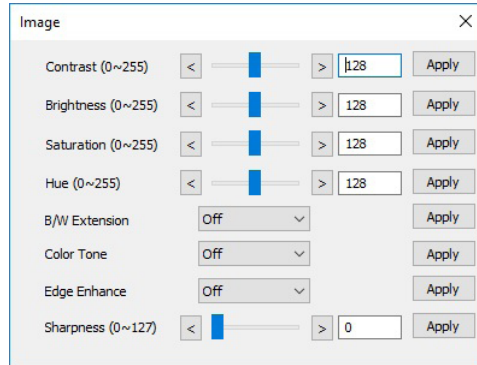 Image
Contrast (0~255) < > 128 Apply
Brightness (0~255) < > 128 Apply
Saturation (0~255) < > 128 Apply
Hue (0~255) < > 128 Apply
B/W Extension Off Apply
Color Tone Off Apply
Edge Enhance Off Apply
Sharpness (0~127) < > 0 Apply